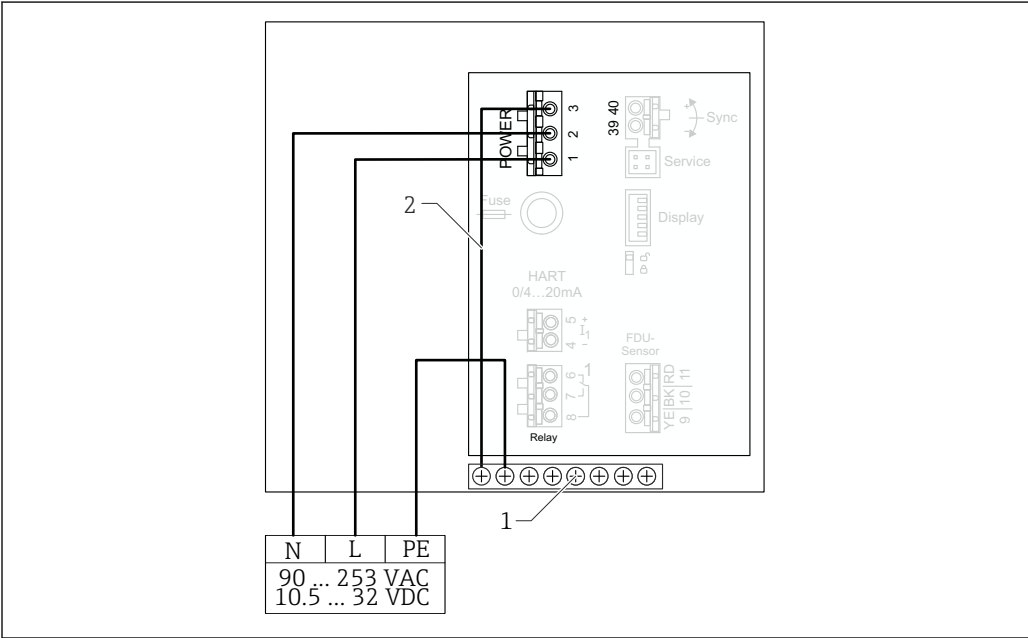 POWER
3
2
1
39 40
+
-
Sync
Service
2
Fuse
Display
HART
0/4...20mA
5 +
I1
4 -
FDU-
Sensor
6
1
7
8
YE|BK|RD
9 |10| 11
Relay
1
N L PE
90 ... 253 VAC
10.5 ... 32 VDC